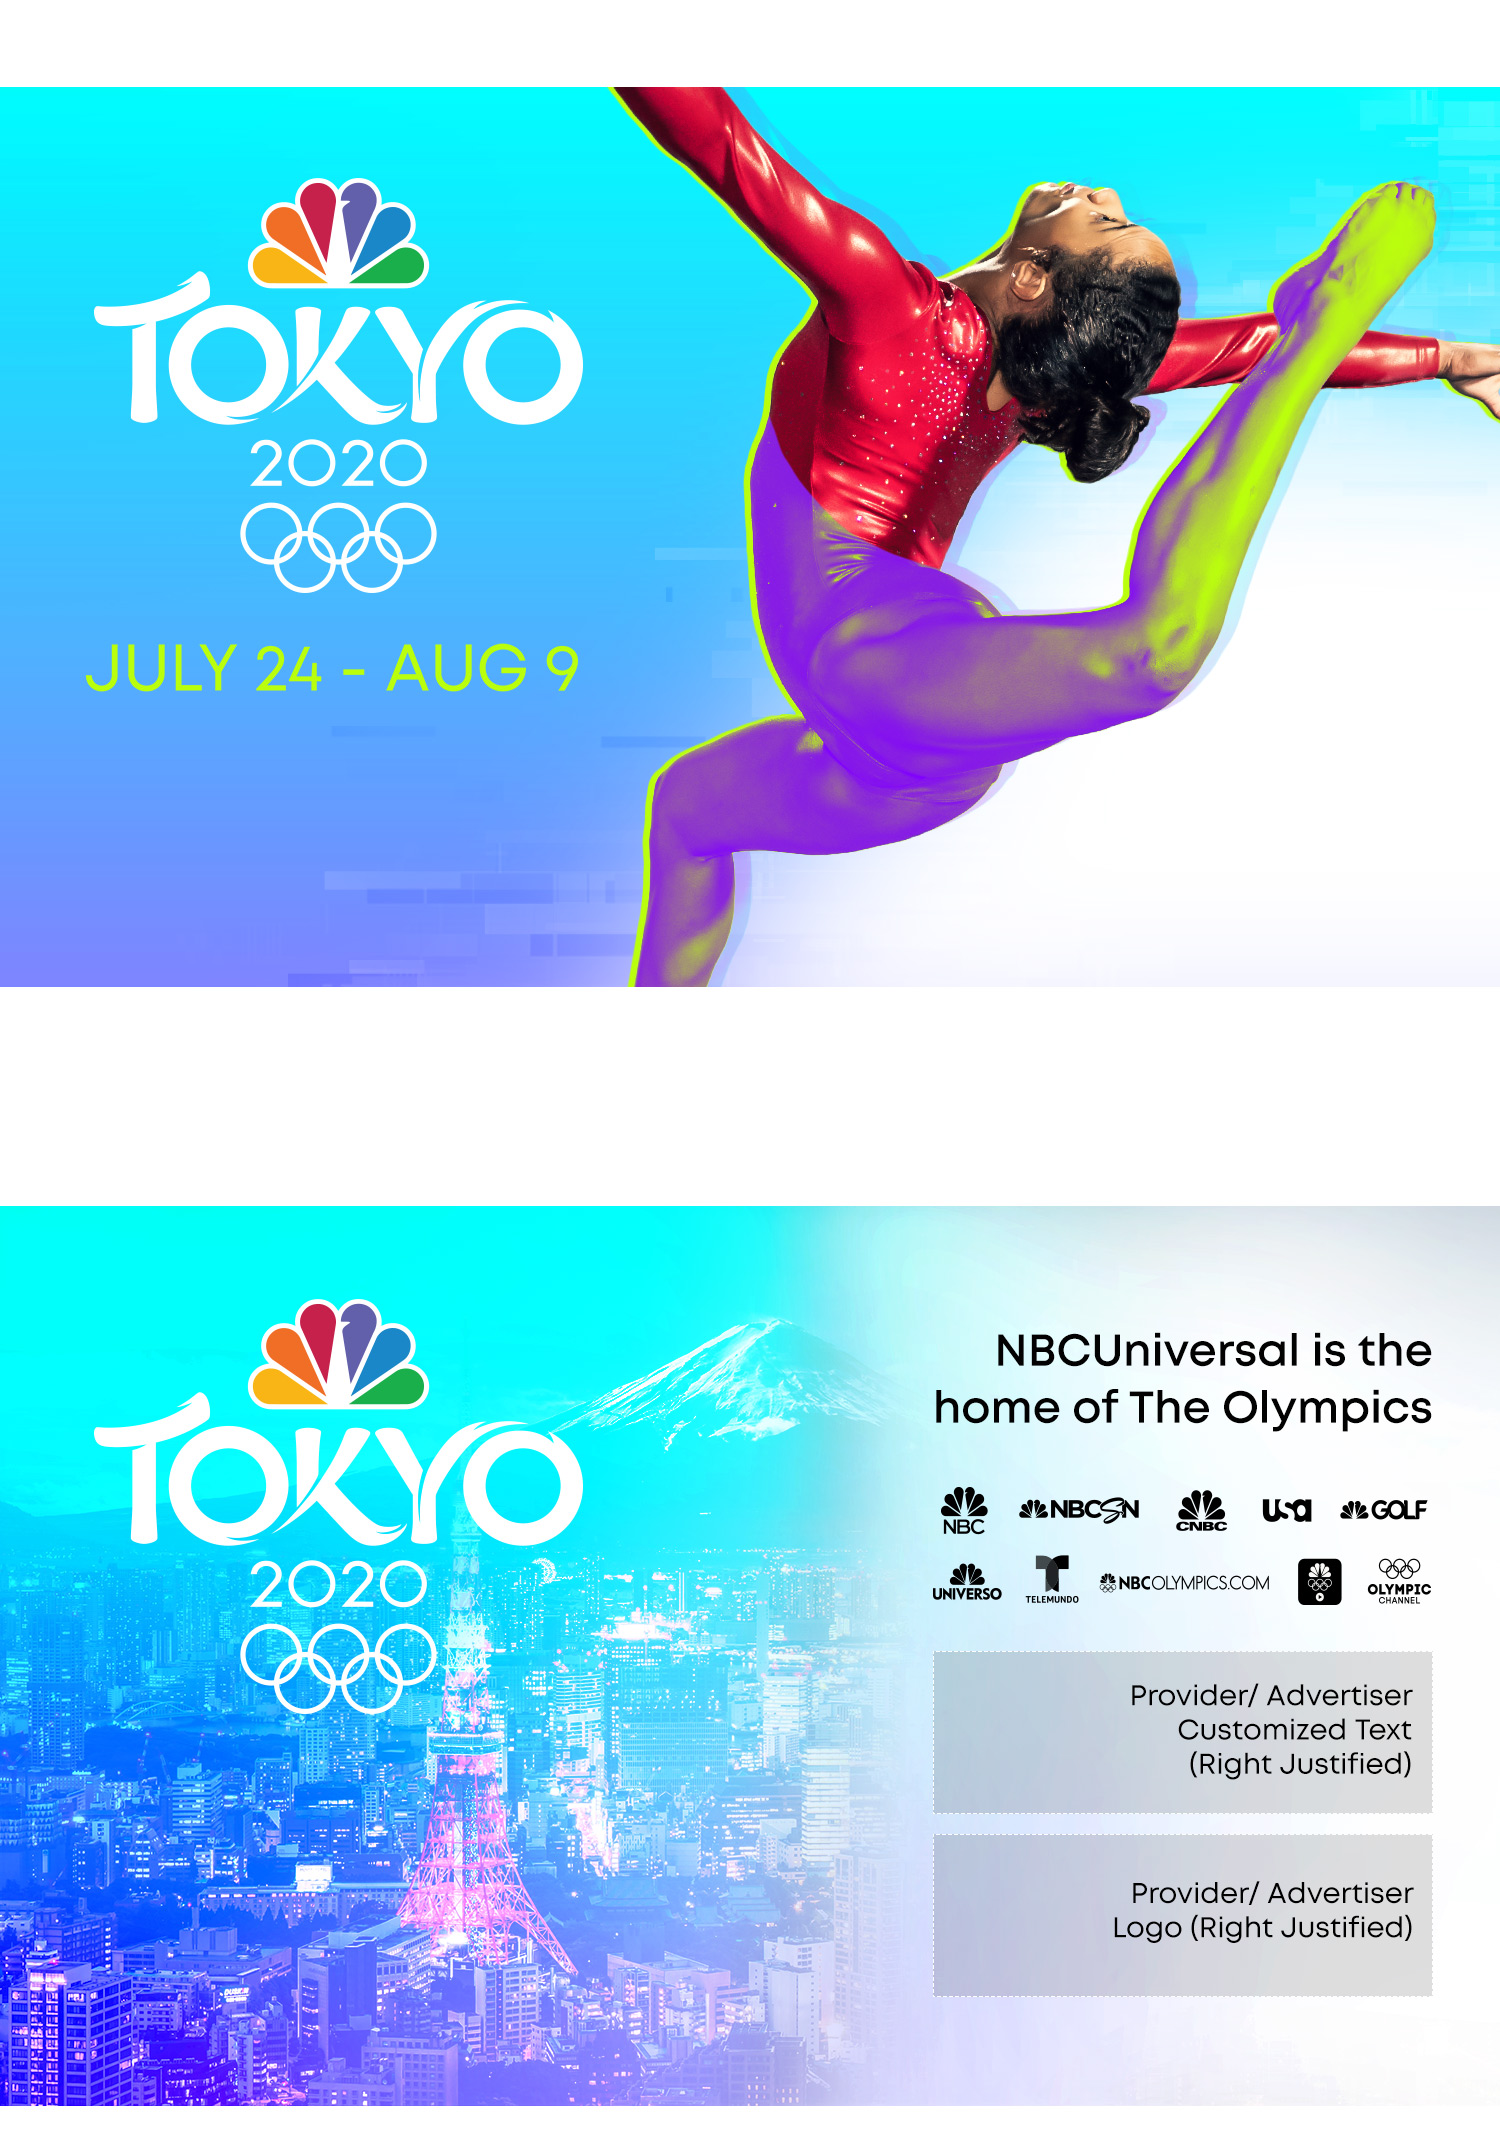 TOKYO
2020
JULY 24 - AUG 9
TOKYO
2020
NBCUniversal is the
home of The Olympics
NBC NBCSN CNBC USA GOLF
UNIVERSO TELEMUNDO NBCOLYMPICS.COM OLYMPIC CHANNEL
Provider/ Advertiser
Customized Text
(Right Justified)
Provider/ Advertiser
Logo (Right Justified)